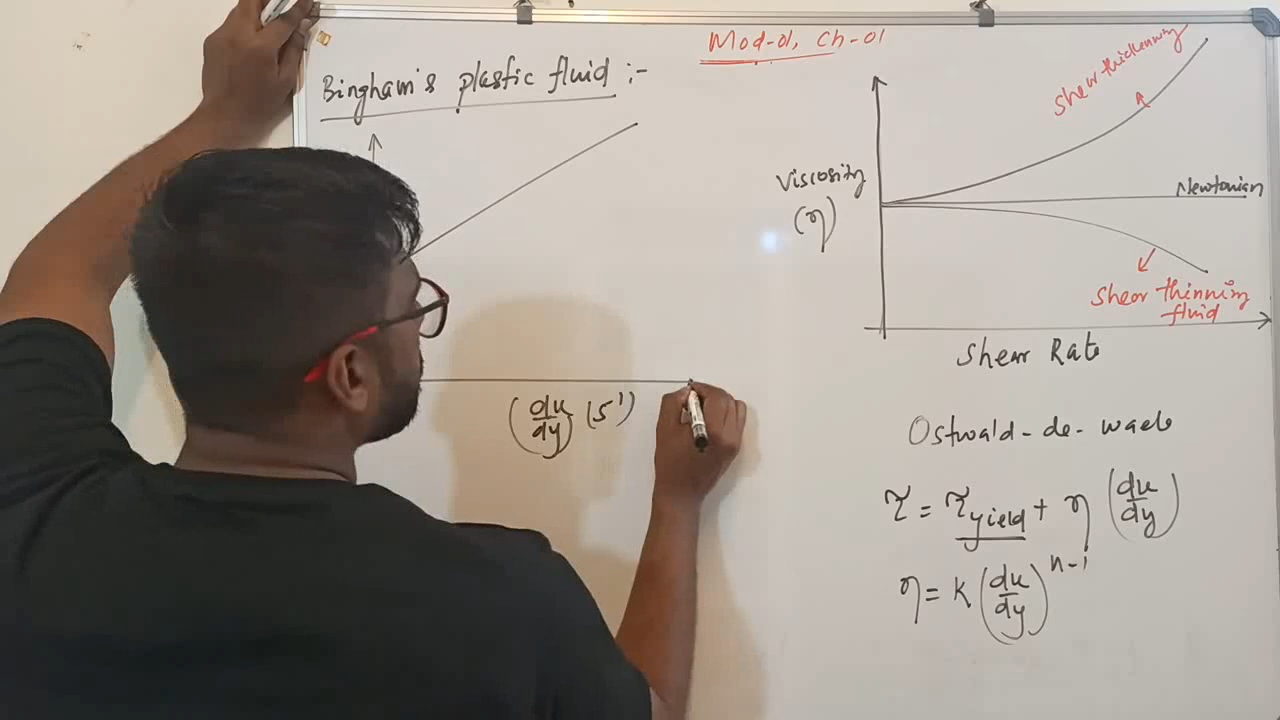 Mod-01, Ch-01
Bingham's plastic fluid :-
(du/dy) (s⁻¹)
Shear thickening
Viscosity
(η)
Newtonian
Shear thinning
fluid
Shear Rate
Ostwald-de-waele
τ = τyield + η (du/dy)
η = K (du/dy)ⁿ⁻¹